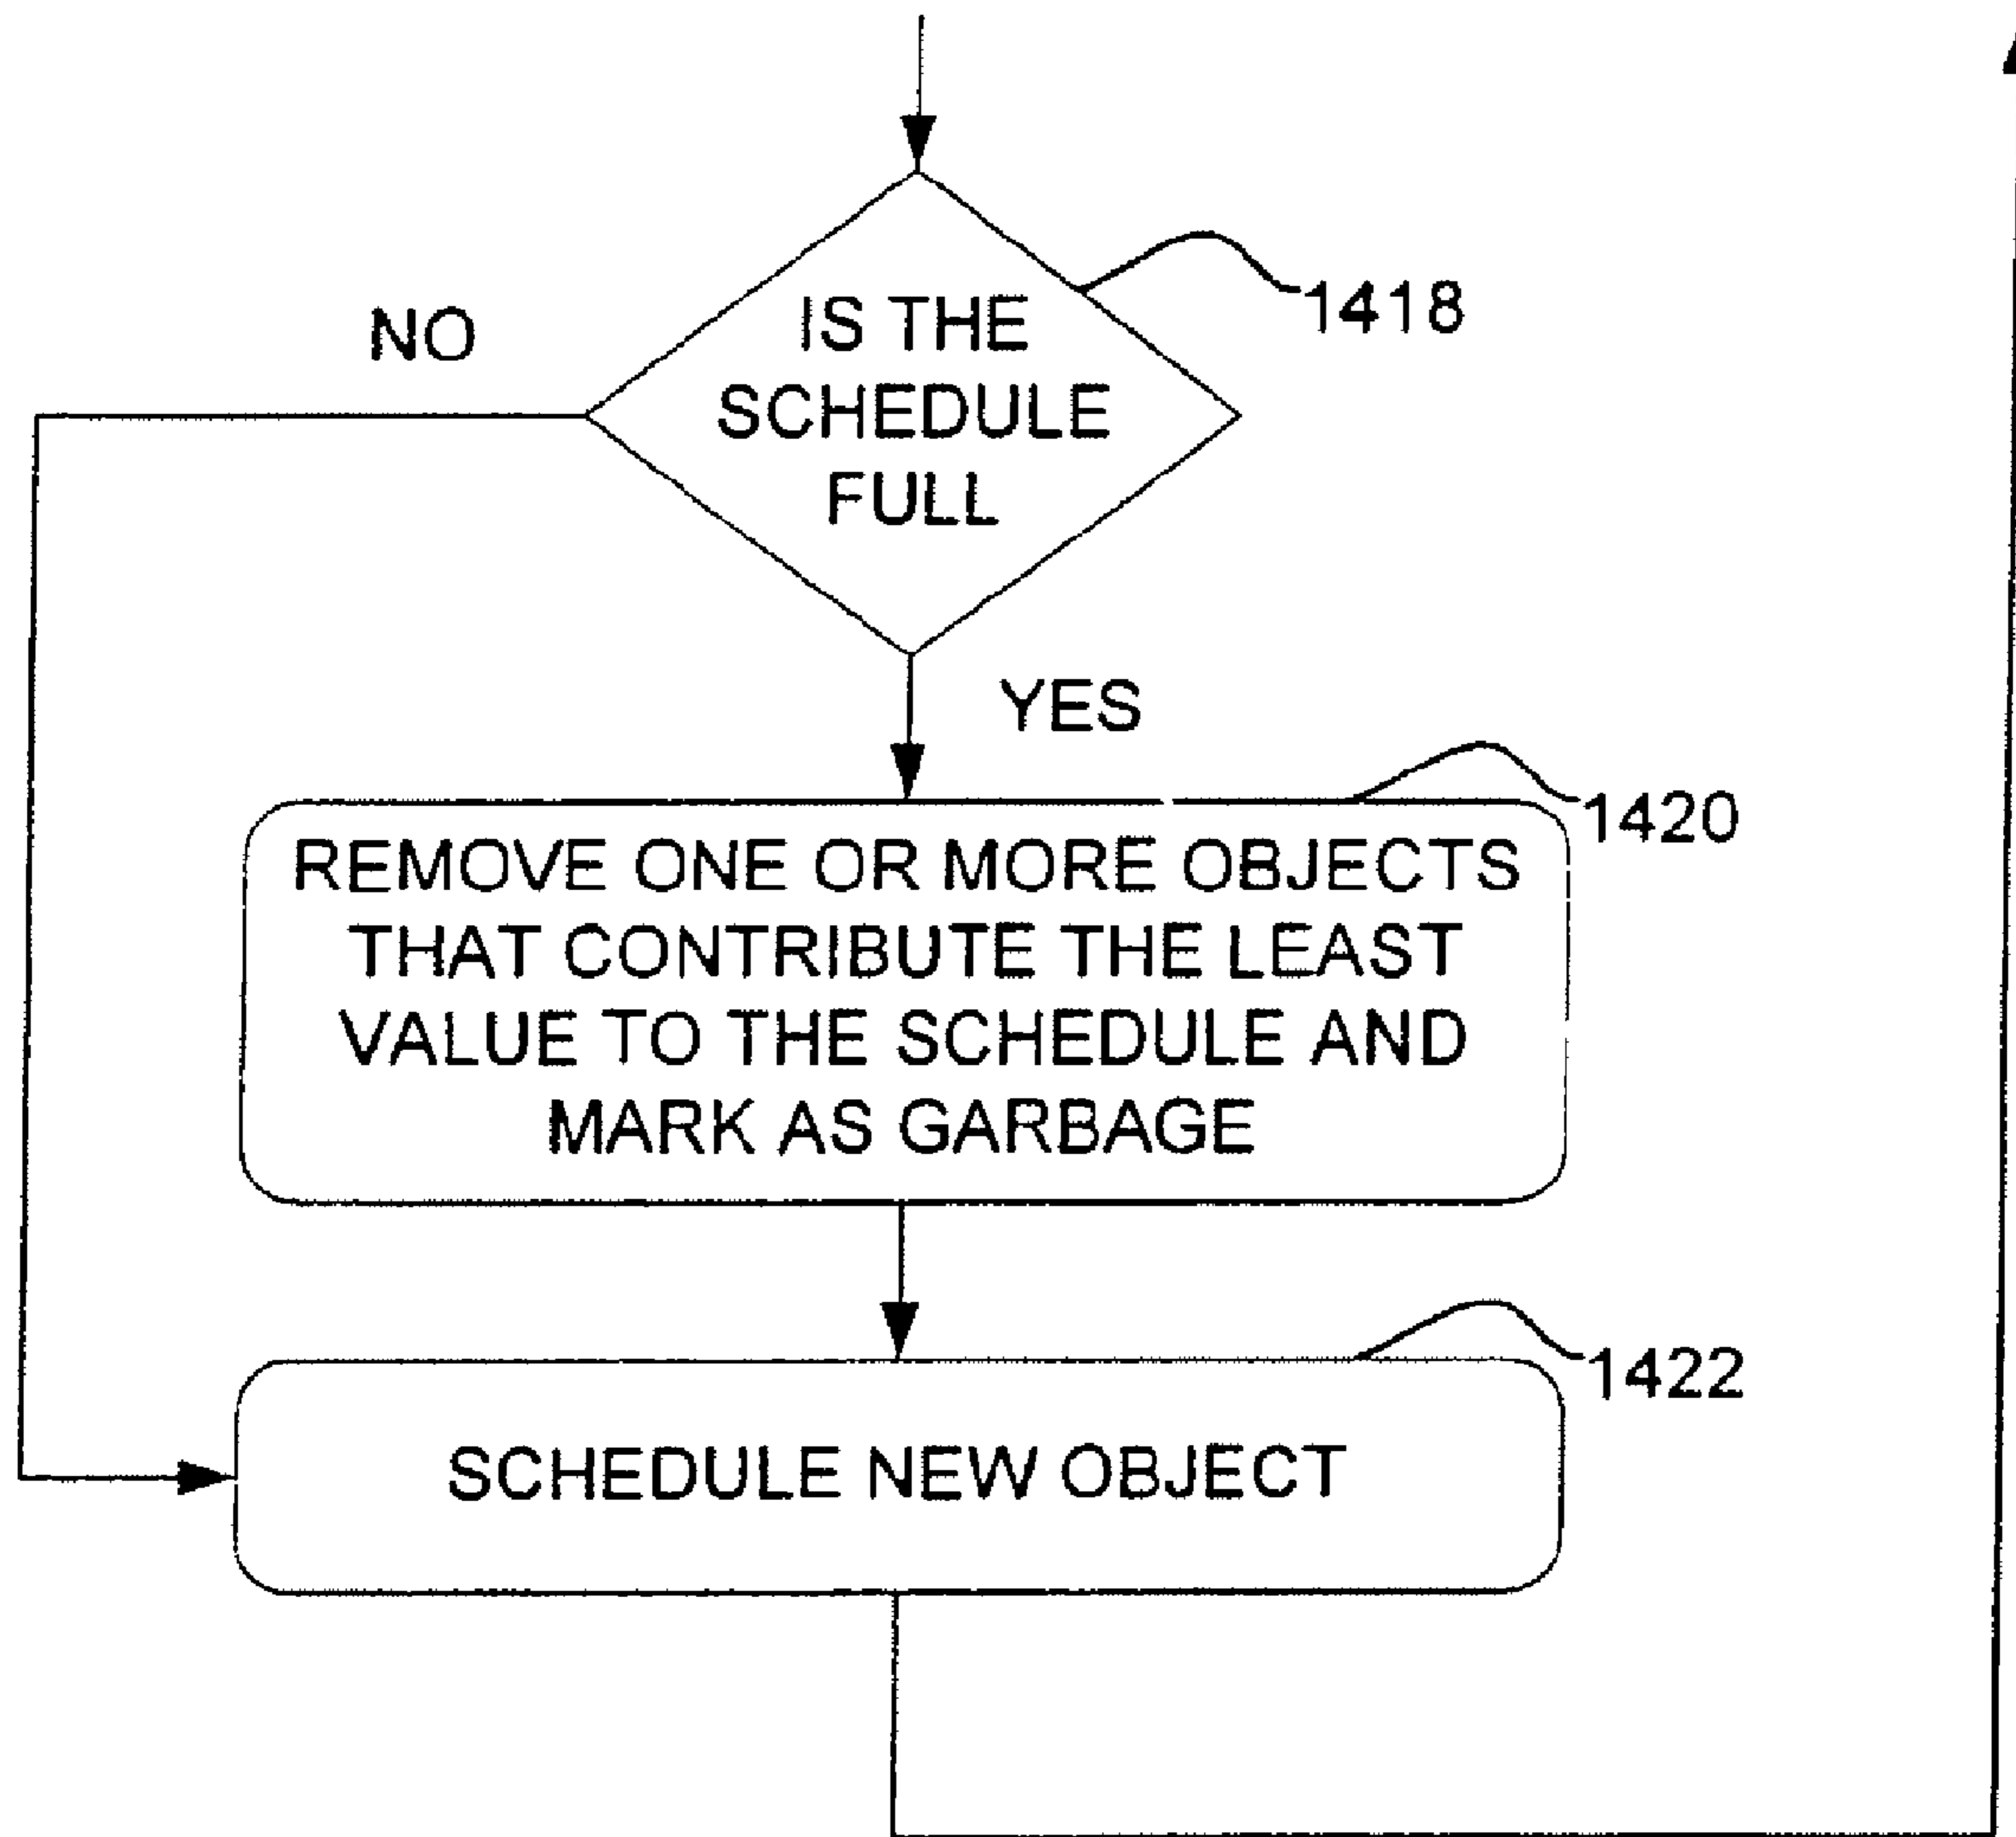 IS THE
SCHEDULE
FULL
1418
NO
YES
1420
REMOVE ONE OR MORE OBJECTS
THAT CONTRIBUTE THE LEAST
VALUE TO THE SCHEDULE AND
MARK AS GARBAGE
1422
SCHEDULE NEW OBJECT